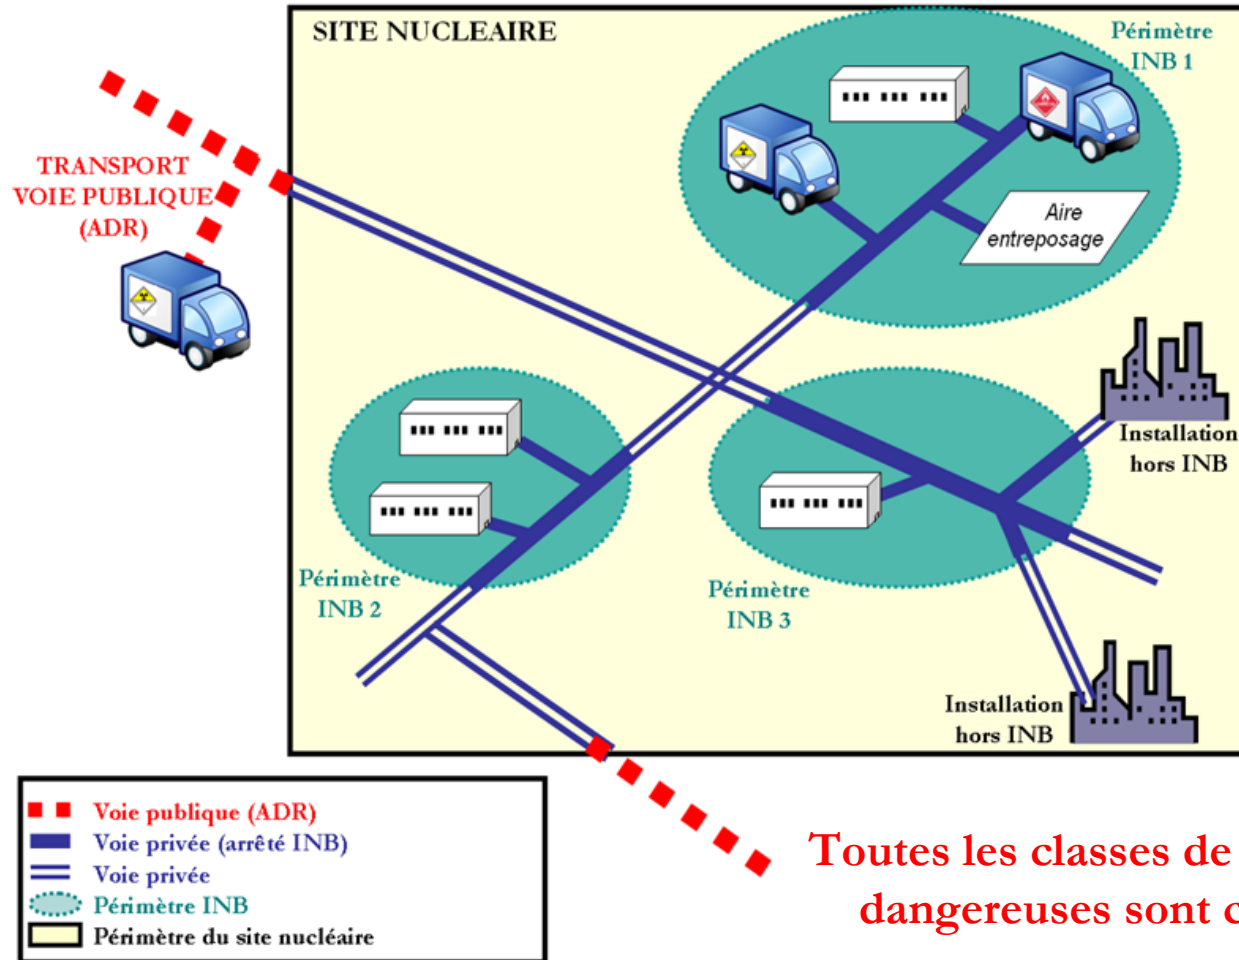 SITE NUCLEAIRE
Périmètre
INB 1
TRANSPORT
VOIE PUBLIQUE
(ADR)
Aire
entreposage
Installation
hors INB
Périmètre
INB 2
Périmètre
INB 3
Installation
hors INB
Voie publique (ADR)
Voie privée (arrêté INB)
Voie privée
Périmètre INB
Périmètre du site nucléaire
Toutes les classes de
dangereuses sont